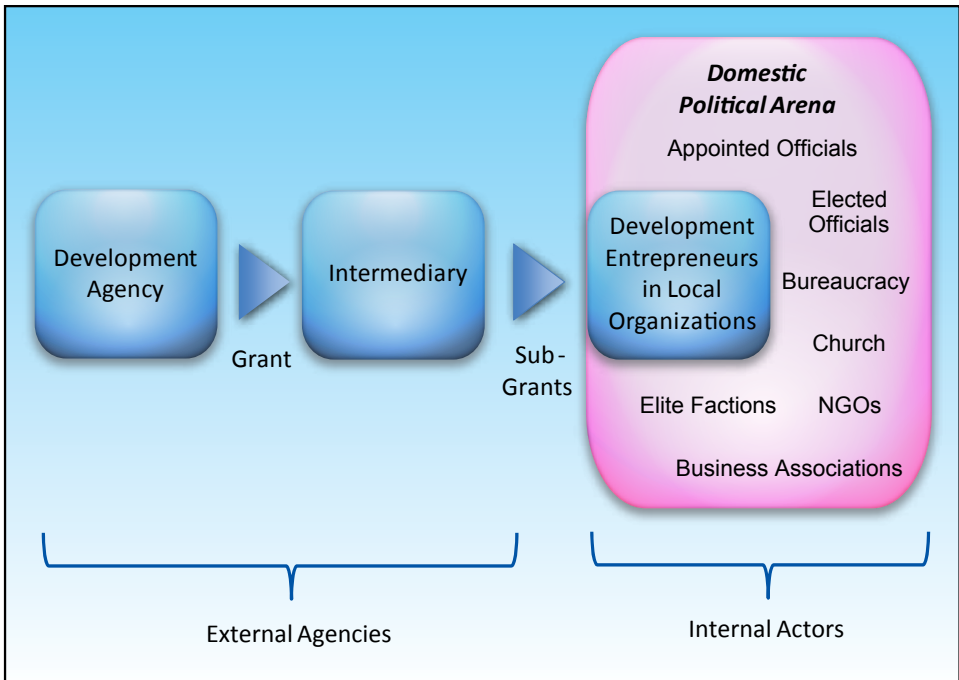 Domestic
Political Arena
Appointed Officials
Development
Agency
Grant
Intermediary
Sub-
Grants
Development
Entrepreneurs
in Local
Organizations
Elected
Officials
Bureaucracy
Church
Elite Factions
NGOs
Business Associations
External Agencies
Internal Actors